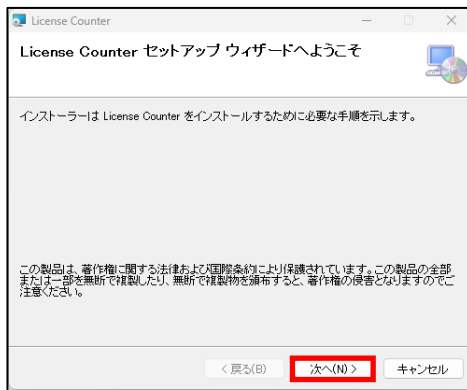 License Counter
License Counter セットアップ ウィザードへようこそ
インストーラーは License Counter をインストールするために必要な手順を示します。
この製品は、著作権に関する法律および国際条約により保護されています。この製品の全部
または一部を無断で複製したり、無断で複製物を頒布すると、著作権の侵害となりますのでご
注意ください。
< 戻る(B)
次へ(N) >
キャンセル